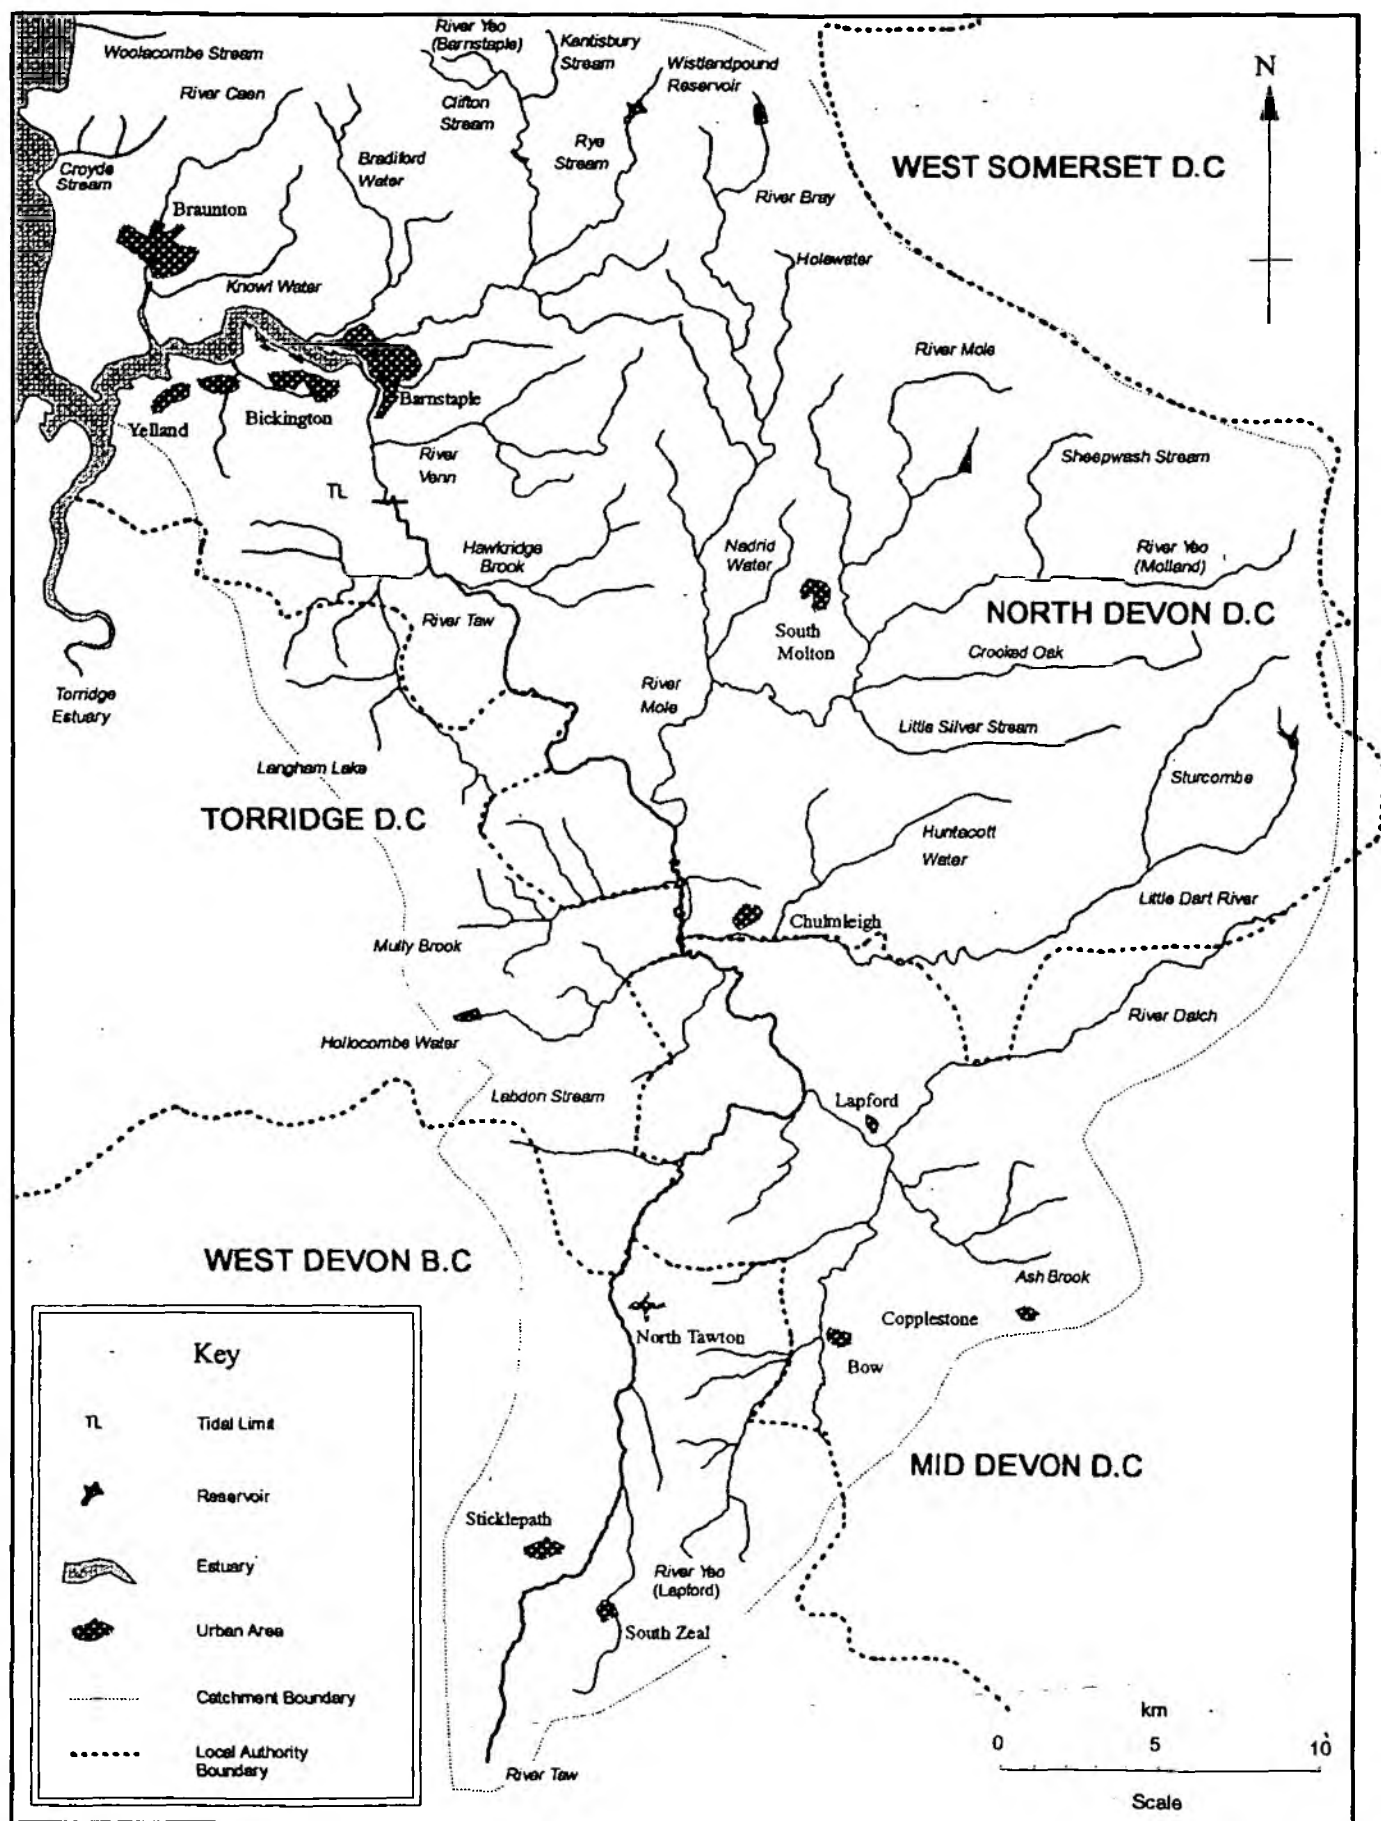 River Yeo
(Barnstaple)
Kentisbury
Stream
Woolacombe Stream
Wistlandpound
Reservoir
N
River Caen
Clifton
Stream
Rye
Stream
Bradiford
Water
WEST SOMERSET D.C
Croyde
Stream
Braunton
River Bray
Holewater
Knowl Water
River Mole
Barnstaple
Bickington
Yelland
River
Venn
Sheepwash Stream
TL
Hawkridge
Brook
Nadrid
Water
River Yeo
(Molland)
NORTH DEVON D.C
River Taw
South
Molton
Crooked Oak
Torridge
Estuary
River
Mole
Little Silver Stream
Langham Lake
Sturcombe
TORRIDGE D.C
Huntacott
Water
Little Dart River
Chulmleigh
Mully Brook
River Dalch
Hollocombe Water
Labdon Stream
Lapford
WEST DEVON B.C
Ash Brook
Copplestone
North Tawton
Bow
MID DEVON D.C
Sticklepath
River Yeo
(Lapford)
South Zeal
River Taw
Key
TL
Tidal Limit
Reservoir
Estuary
Urban Area
Catchment Boundary
Local Authority
Boundary
km
0
5
10
Scale